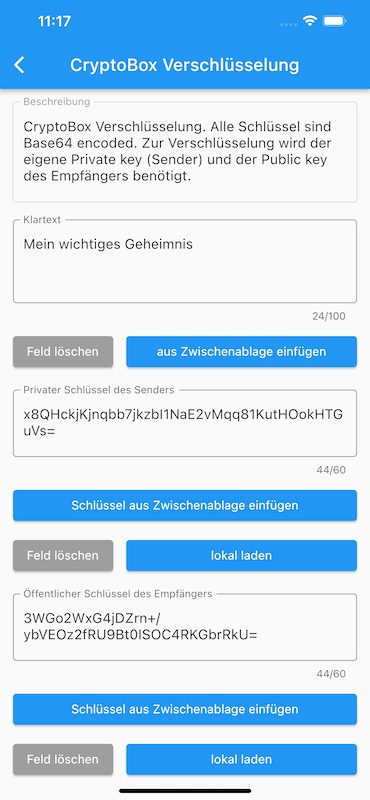 11:17
CryptoBox Verschlüsselung
Beschreibung
CryptoBox Verschlüsselung. Alle Schlüssel sind
Base64 encoded. Zur Verschlüsselung wird der
eigene Private key (Sender) und der Public key
des Empfängers benötigt.
Klartext
Mein wichtiges Geheimnis
24/100
Feld löschen aus Zwischenablage einfügen
Privater Schlüssel des Senders
x8QHckjKjnqbb7jkzbI1NaE2vMqq81KutHOokHTG
uVs=
44/60
Schlüssel aus Zwischenablage einfügen
Feld löschen lokal laden
Öffentlicher Schlüssel des Empfängers
3WGo2WxG4jDZrn+/
ybVEOz2fRU9Bt0lSOC4RKGbrRkU=
44/60
Schlüssel aus Zwischenablage einfügen
Feld löschen lokal laden